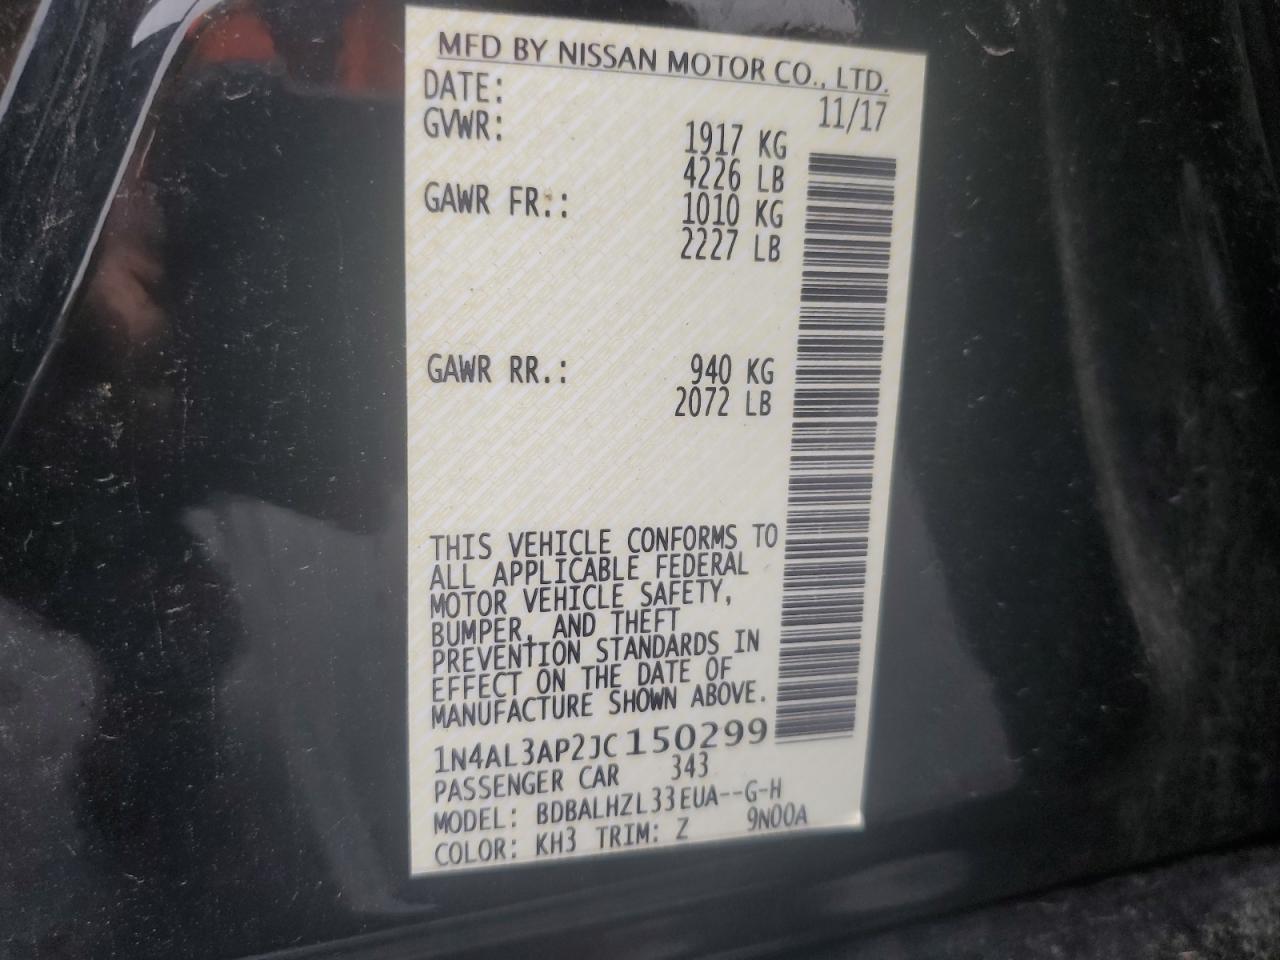 MFD BY NISSAN MOTOR CO., LTD.
DATE: 11/17
GVWR: 1917 KG
4226 LB
GAWR FR.: 1010 KG
2227 LB
GAWR RR.: 940 KG
2072 LB
THIS VEHICLE CONFORMS TO
ALL APPLICABLE FEDERAL
MOTOR VEHICLE SAFETY,
BUMPER, AND THEFT
PREVENTION STANDARDS IN
EFFECT ON THE DATE OF
MANUFACTURE SHOWN ABOVE.
1N4AL3AP2JC150299
PASSENGER CAR 343
MODEL: BDBALHZL33EUA--G-H
COLOR: KH3 TRIM: Z 9N00A